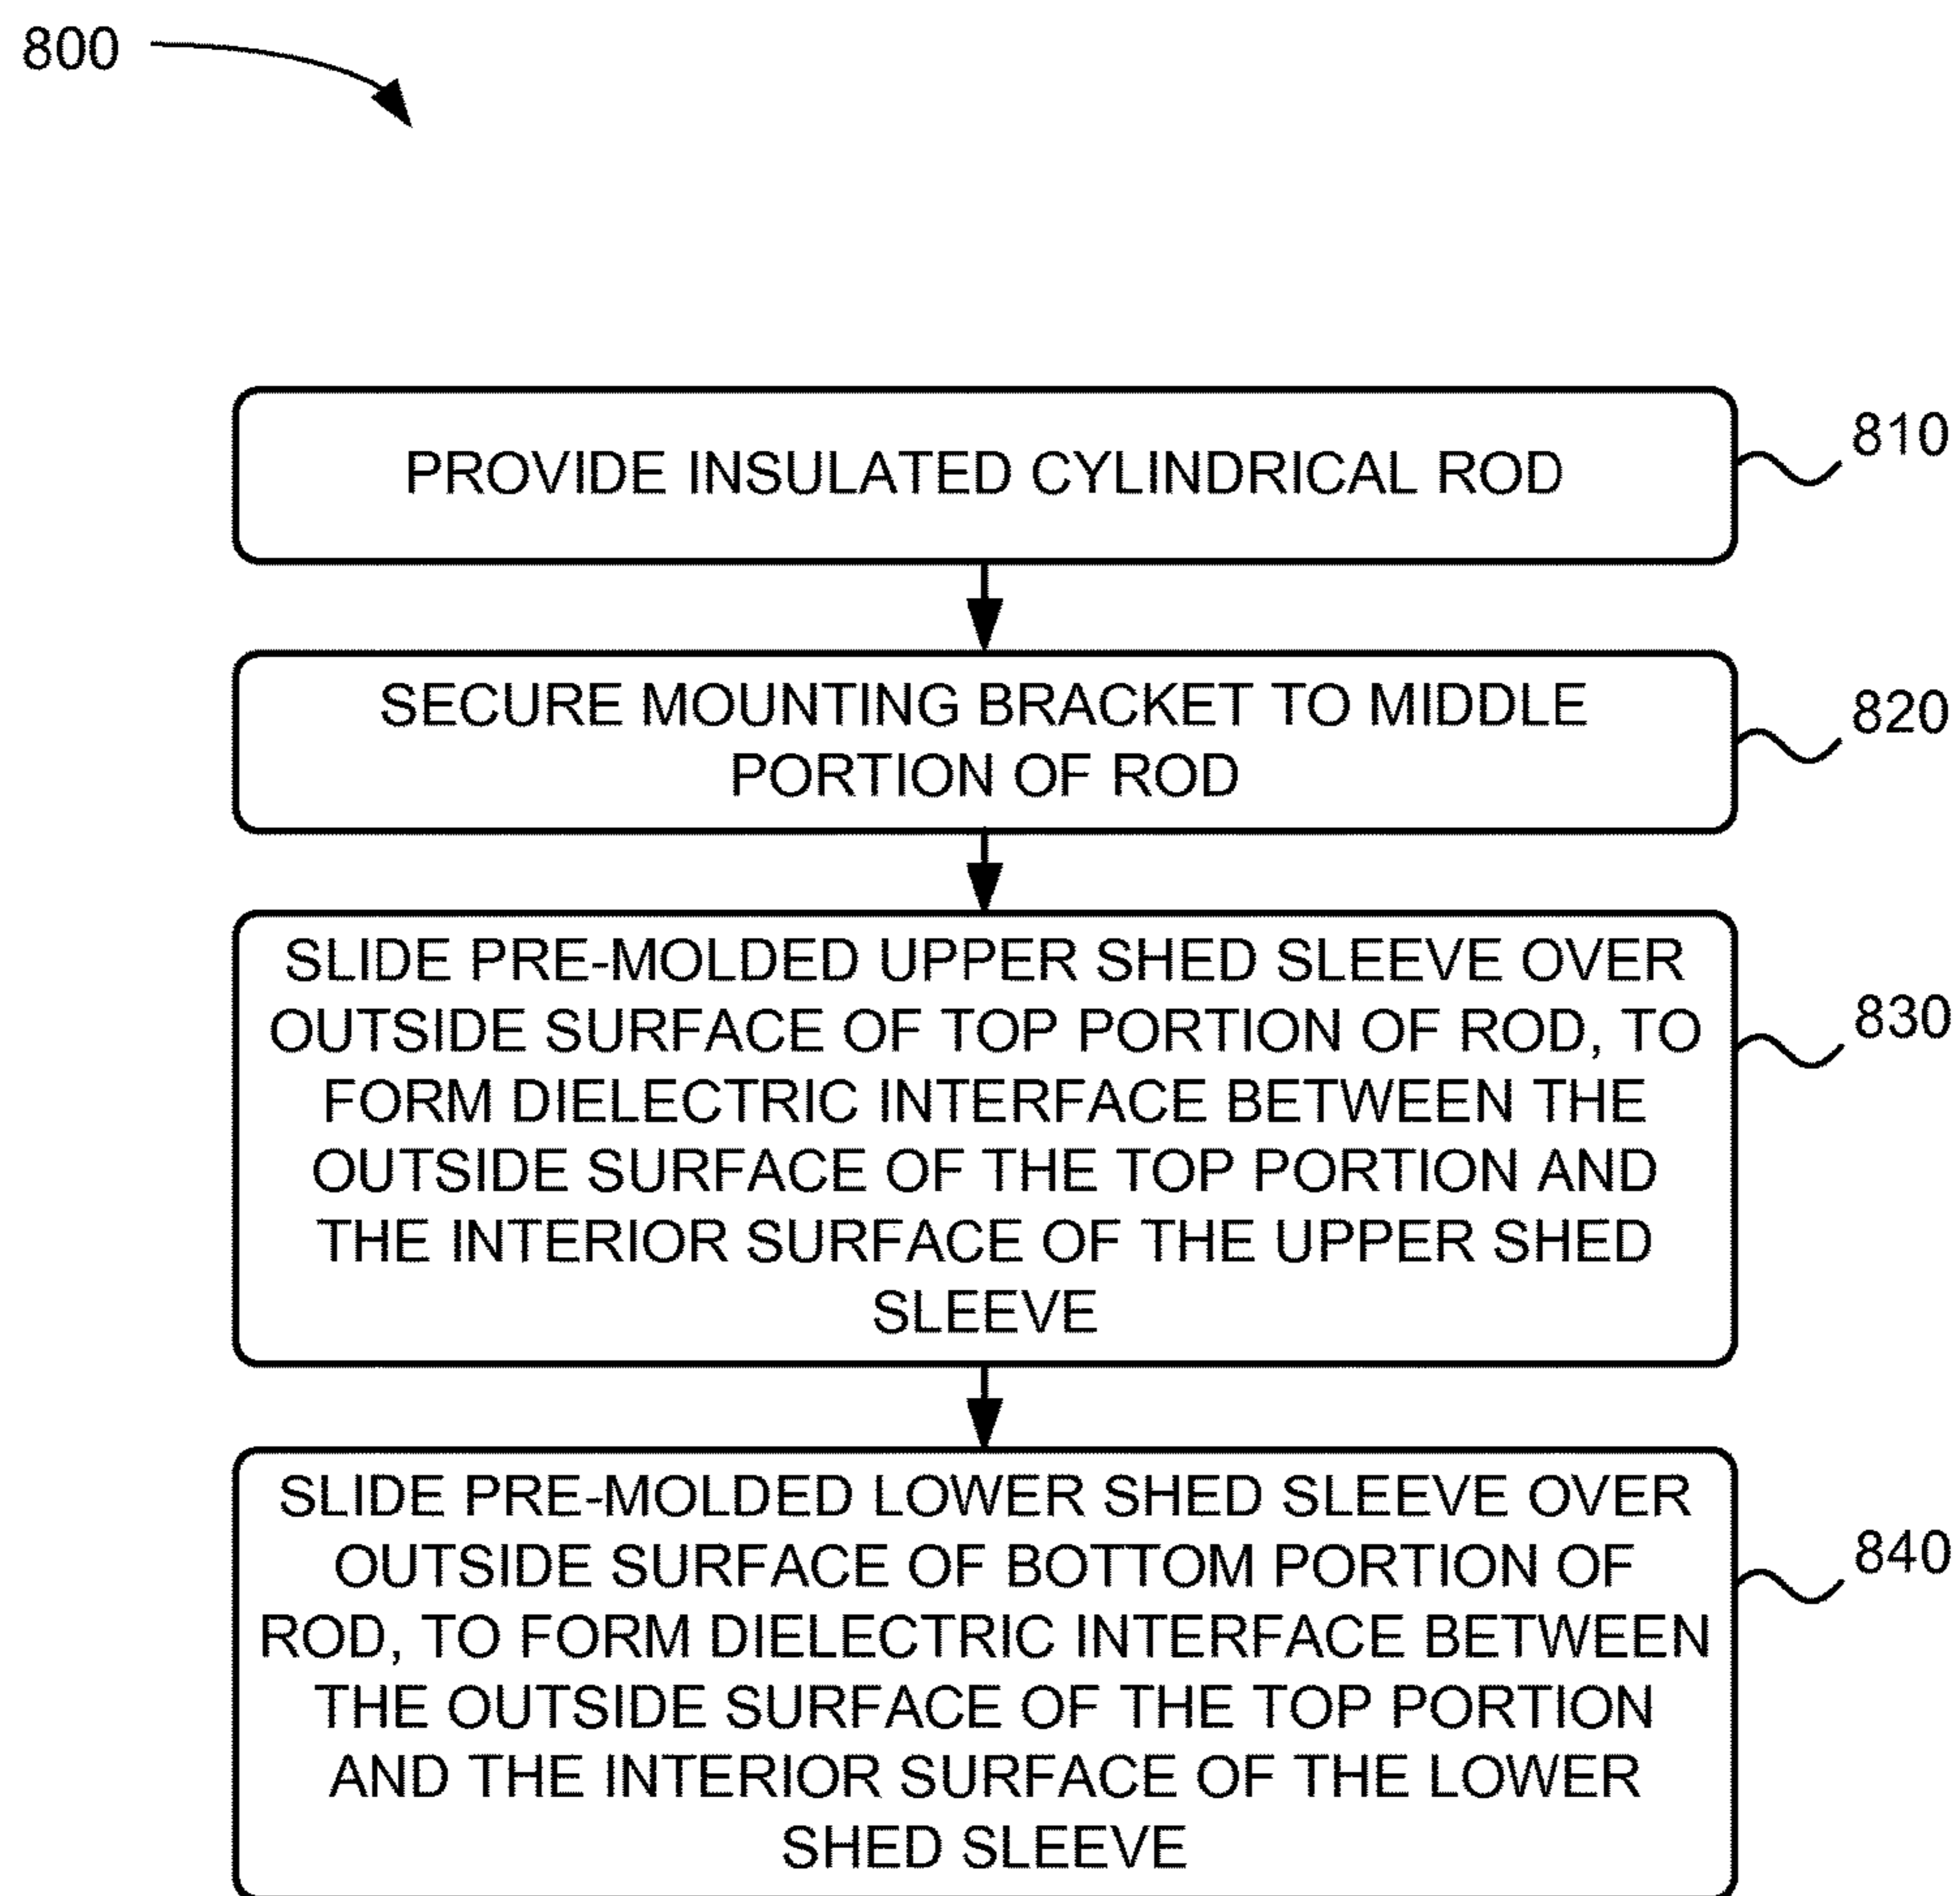 800
PROVIDE INSULATED CYLINDRICAL ROD
810
SECURE MOUNTING BRACKET TO MIDDLE
PORTION OF ROD
820
SLIDE PRE-MOLDED UPPER SHED SLEEVE OVER
OUTSIDE SURFACE OF TOP PORTION OF ROD, TO
FORM DIELECTRIC INTERFACE BETWEEN THE
OUTSIDE SURFACE OF THE TOP PORTION AND
THE INTERIOR SURFACE OF THE UPPER SHED
SLEEVE
830
SLIDE PRE-MOLDED LOWER SHED SLEEVE OVER
OUTSIDE SURFACE OF BOTTOM PORTION OF
ROD, TO FORM DIELECTRIC INTERFACE BETWEEN
THE OUTSIDE SURFACE OF THE TOP PORTION
AND THE INTERIOR SURFACE OF THE LOWER
SHED SLEEVE
840